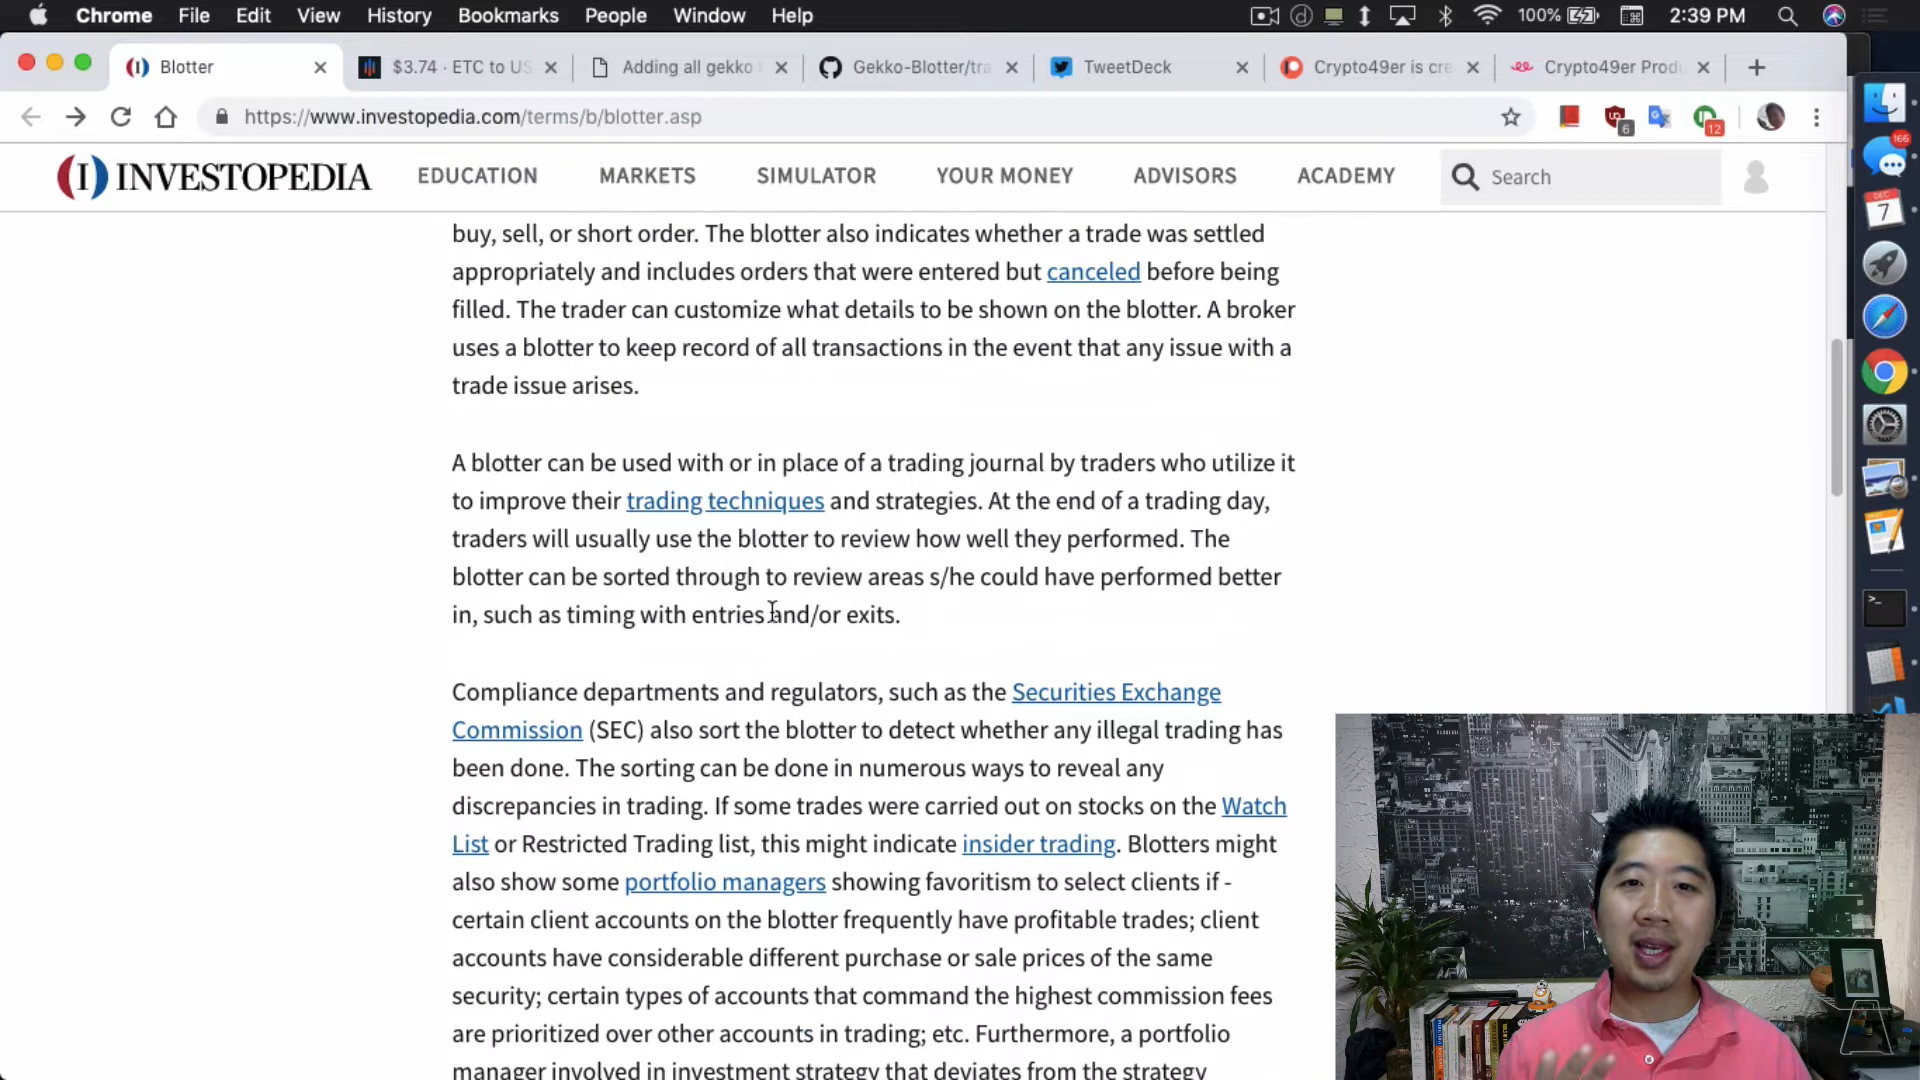 Chrome File Edit View History Bookmarks People Window Help 100% 2:39 PM
Blotter $3.74 · ETC to US Adding all gekko Gekko-Blotter/tra TweetDeck Crypto49er is cre Crypto49er Produ
https://www.investopedia.com/terms/b/blotter.asp 6 12
INVESTOPEDIA EDUCATION MARKETS SIMULATOR YOUR MONEY ADVISORS ACADEMY Search
166
DEC
7
buy, sell, or short order. The blotter also indicates whether a trade was settled
appropriately and includes orders that were entered but canceled before being
filled. The trader can customize what details to be shown on the blotter. A broker
uses a blotter to keep record of all transactions in the event that any issue with a
trade issue arises.
A blotter can be used with or in place of a trading journal by traders who utilize it
to improve their trading techniques and strategies. At the end of a trading day,
traders will usually use the blotter to review how well they performed. The
blotter can be sorted through to review areas s/he could have performed better
in, such as timing with entries and/or exits.
Compliance departments and regulators, such as the Securities Exchange
Commission (SEC) also sort the blotter to detect whether any illegal trading has
been done. The sorting can be done in numerous ways to reveal any
discrepancies in trading. If some trades were carried out on stocks on the Watch
List or Restricted Trading list, this might indicate insider trading. Blotters might
also show some portfolio managers showing favoritism to select clients if -
certain client accounts on the blotter frequently have profitable trades; client
accounts have considerable different purchase or sale prices of the same
security; certain types of accounts that command the highest commission fees
are prioritized over other accounts in trading; etc. Furthermore, a portfolio
manager involved in investment strategy that deviates from the strategy